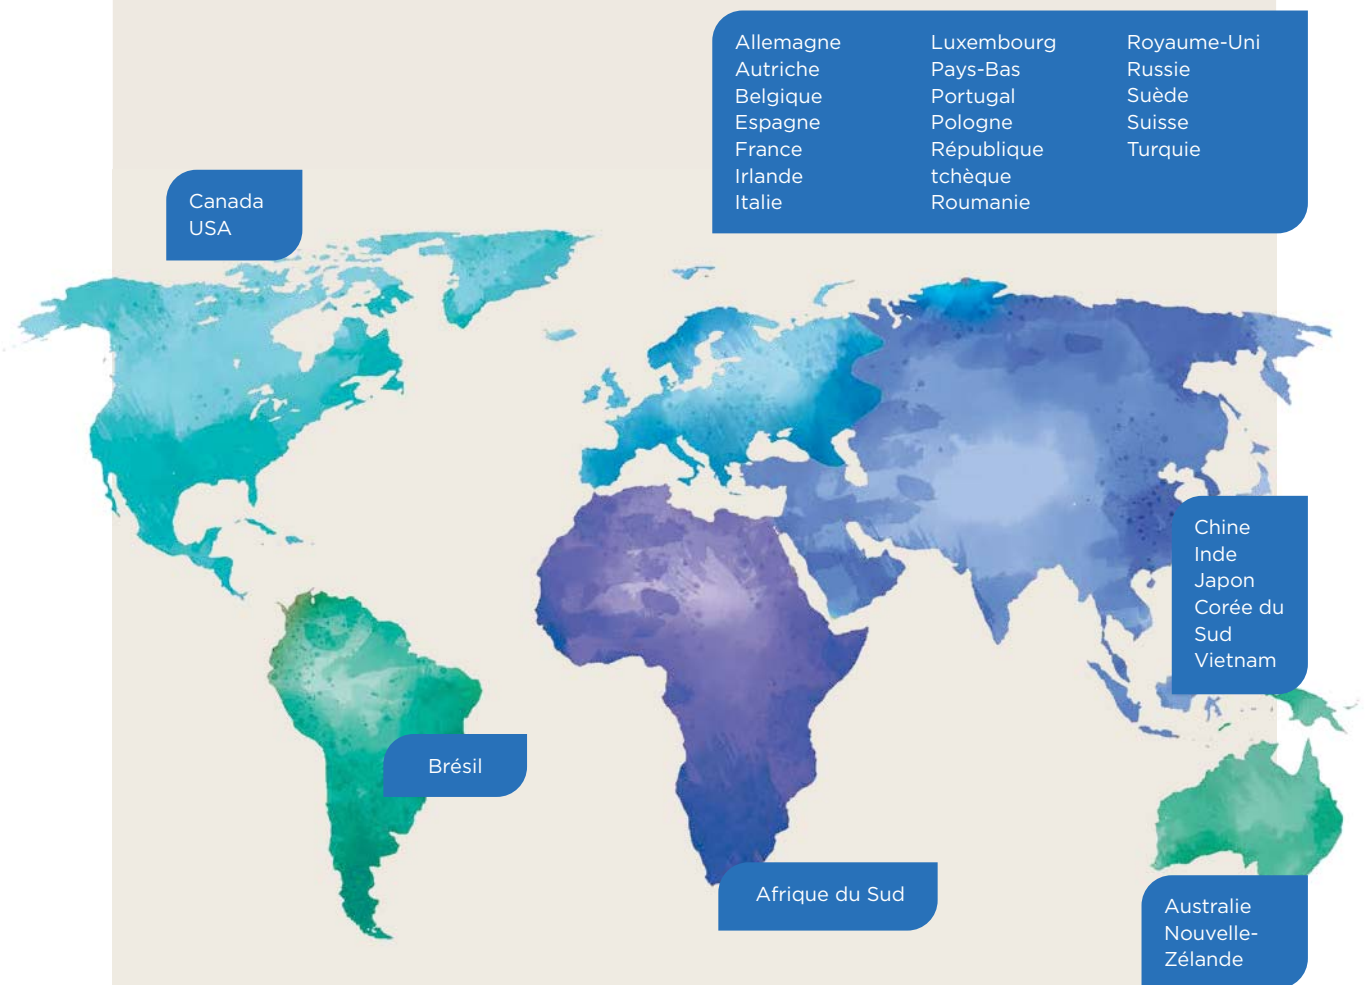 Allemagne
Autriche
Belgique
Espagne
France
Irlande
Italie
Luxembourg
Pays-Bas
Portugal
Pologne
République
tchèque
Roumanie
Royaume-Uni
Russie
Suède
Suisse
Turquie
Canada
USA
Chine
Inde
Japon
Corée du
Sud
Vietnam
Brésil
Afrique du Sud
Australie
Nouvelle-
Zélande